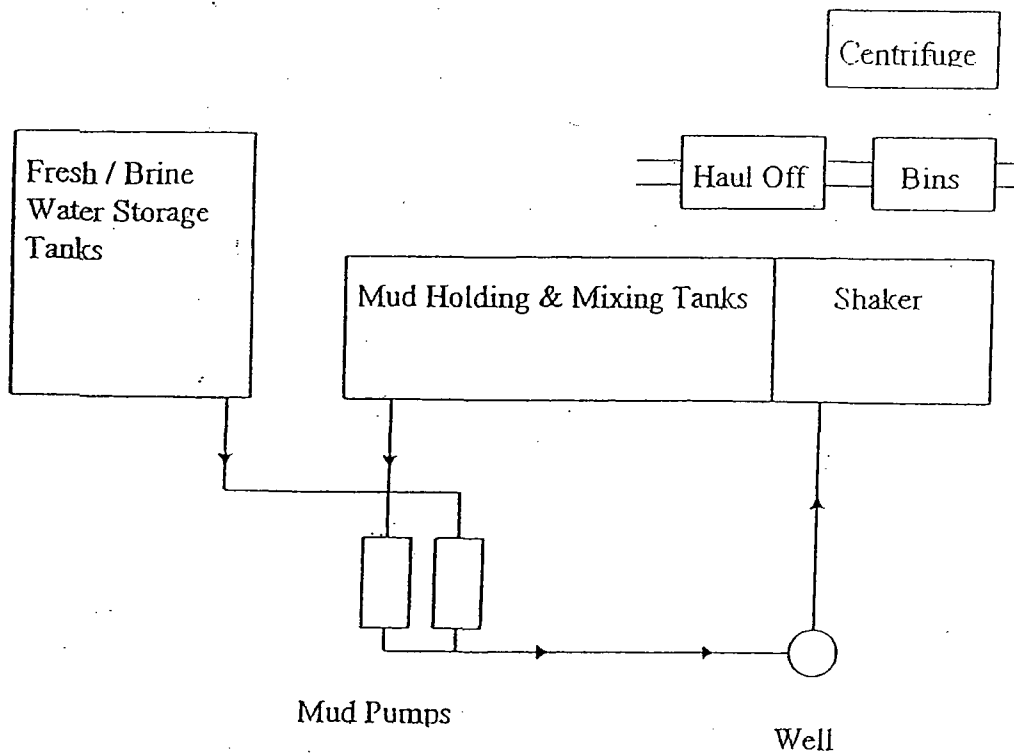 Centrifuge
Fresh / Brine
Water Storage
Tanks
Haul Off
Bins
Mud Holding & Mixing Tanks
Shaker
Mud Pumps
Well